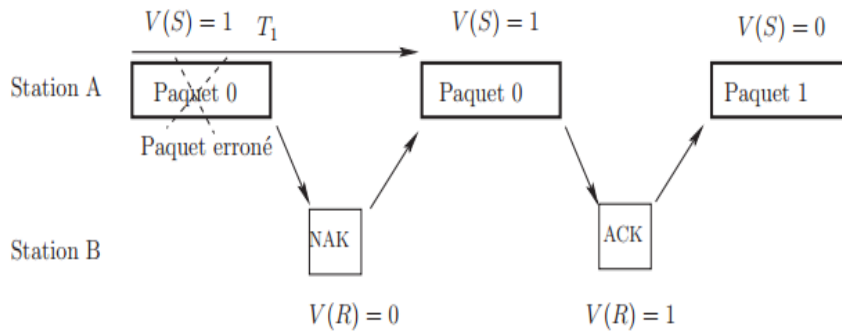 V(S) = 1 T₁ V(S) = 1 V(S) = 0
Station A Paquet 0 Paquet 0 Paquet 1
Paquet erroné
Station B NAK ACK
V(R) = 0 V(R) = 1